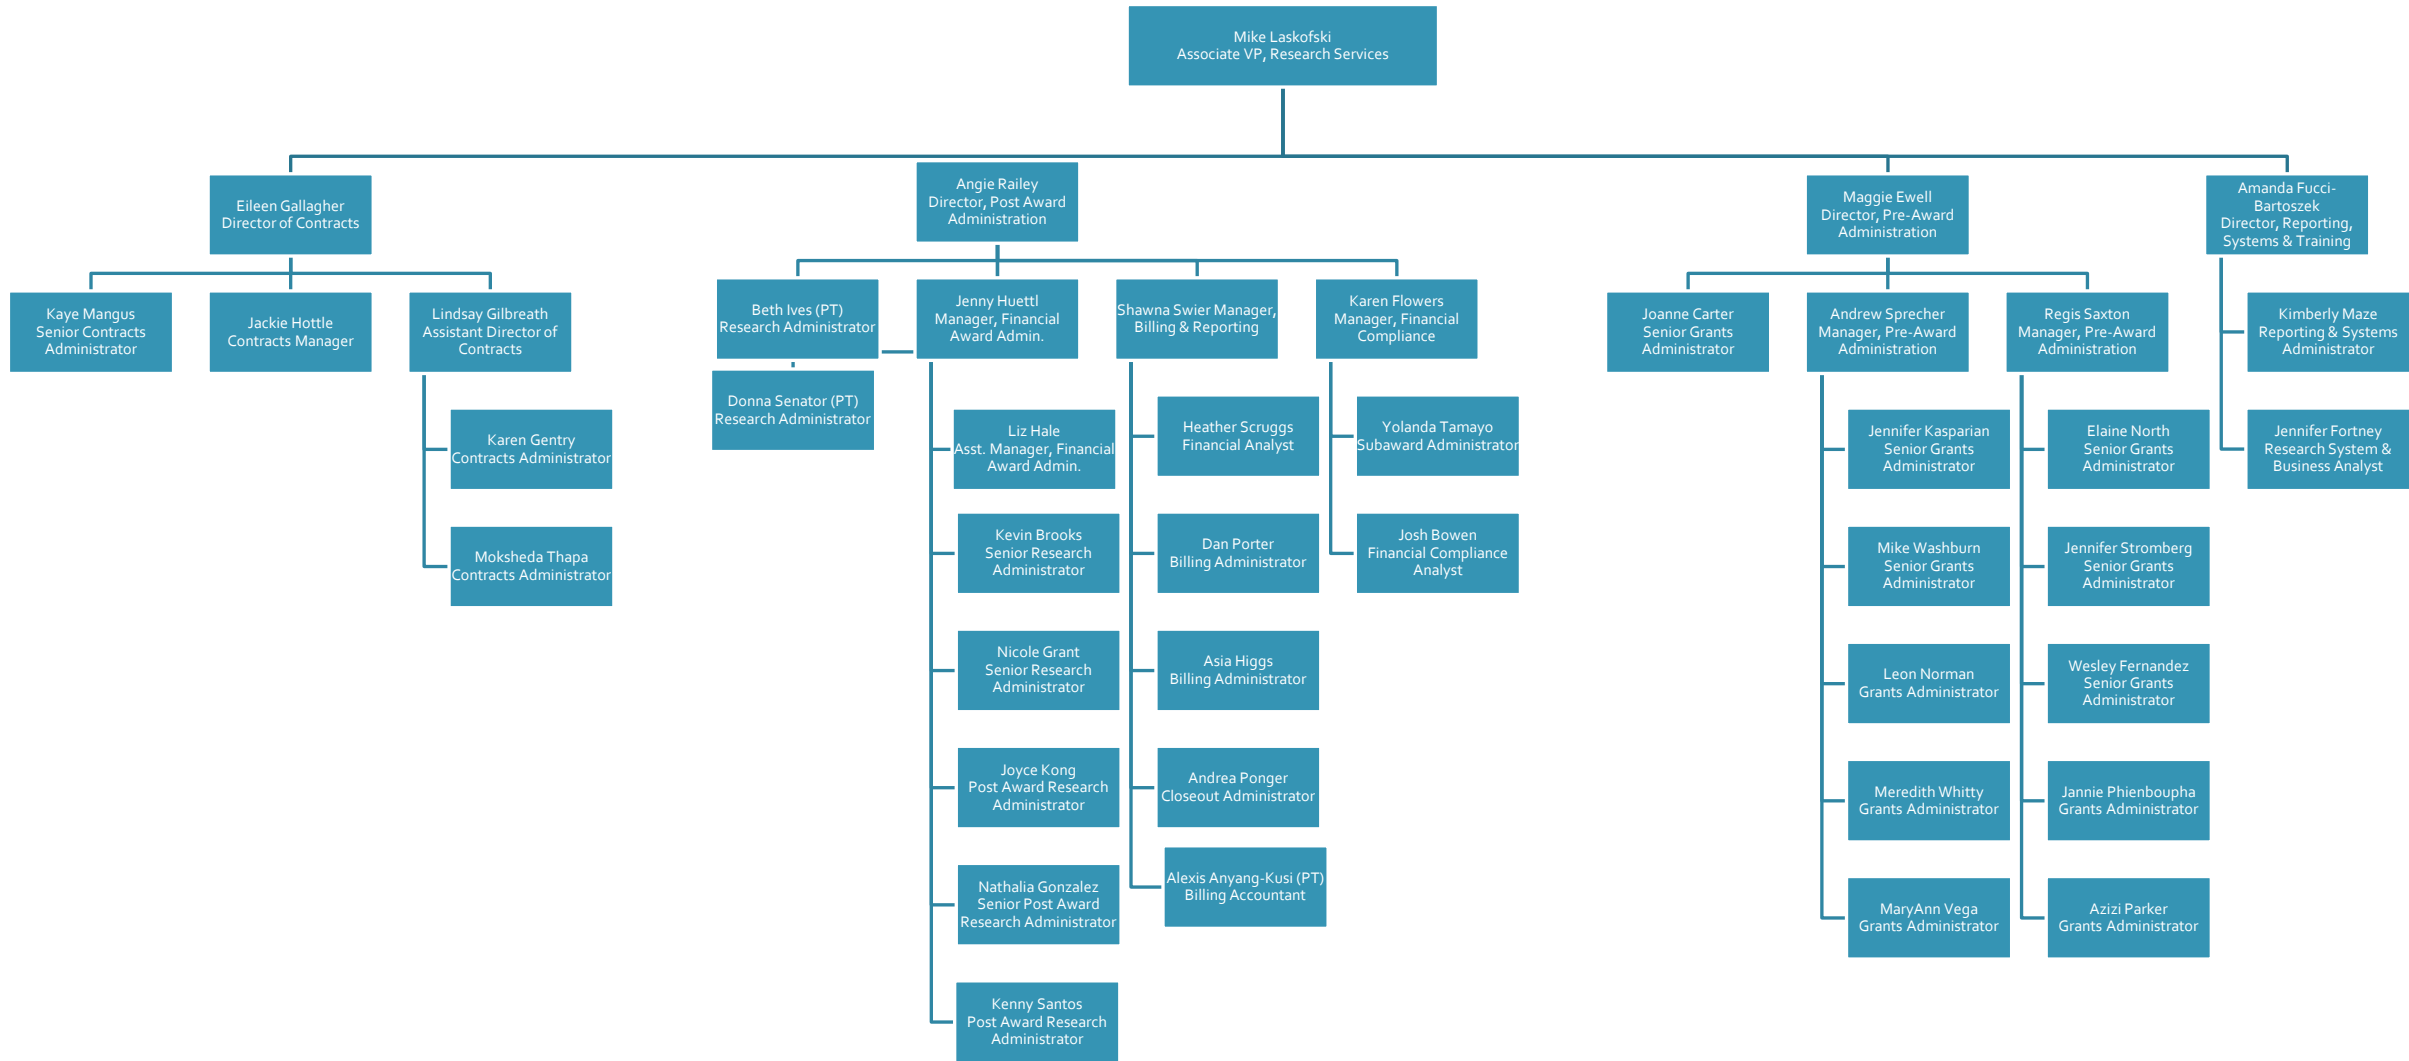 Mike Laskofski
Associate VP, Research Services
Eileen Gallagher
Director of Contracts
Kaye Mangus
Senior Contracts
Administrator
Jackie Hottle
Contracts Manager
Lindsay Gilbreath
Assistant Director of
Contracts
Karen Gentry
Contracts Administrator
Moksheda Thapa
Contracts Administrator
Angie Railey
Director, Post Award
Administration
Beth Ives (PT)
Research Administrator
Donna Senator (PT)
Research Administrator
Jenny Huettl
Manager, Financial
Award Admin.
Liz Hale
Asst. Manager, Financial
Award Admin.
Kevin Brooks
Senior Research
Administrator
Nicole Grant
Senior Research
Administrator
Joyce Kong
Post Award Research
Administrator
Nathalia Gonzalez
Senior Post Award
Research Administrator
Kenny Santos
Post Award Research
Administrator
Shawna Swier Manager,
Billing & Reporting
Heather Scruggs
Financial Analyst
Dan Porter
Billing Administrator
Asia Higgs
Billing Administrator
Andrea Ponger
Closeout Administrator
Alexis Anyang-Kusi (PT)
Billing Accountant
Karen Flowers
Manager, Financial
Compliance
Yolanda Tamayo
Subaward Administrator
Josh Bowen
Financial Compliance
Analyst
Maggie Ewell
Director, Pre-Award
Administration
Joanne Carter
Senior Grants
Administrator
Andrew Sprecher
Manager, Pre-Award
Administration
Jennifer Kasparian
Senior Grants
Administrator
Mike Washburn
Senior Grants
Administrator
Leon Norman
Grants Administrator
Meredith Whitty
Grants Administrator
MaryAnn Vega
Grants Administrator
Regis Saxton
Manager, Pre-Award
Administration
Elaine North
Senior Grants
Administrator
Jennifer Stromberg
Senior Grants
Administrator
Wesley Fernandez
Senior Grants
Administrator
Jannie Phienboupha
Grants Administrator
Azizi Parker
Grants Administrator
Amanda Fucci-
Bartoszek
Director, Reporting,
Systems & Training
Kimberly Maze
Reporting & Systems
Administrator
Jennifer Fortney
Research System &
Business Analyst